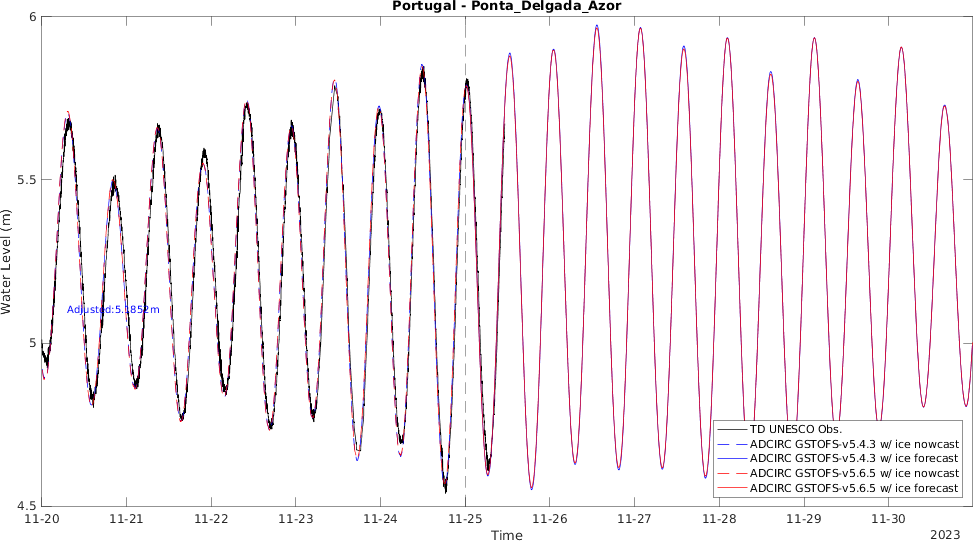 Portugal - Ponta_Delgada_Azor
Water Level (m)
6
5.5
5
4.5
Adjusted:5.1852m
TD UNESCO Obs.
ADCIRC GSTOFS-v5.4.3 w/ ice nowcast
ADCIRC GSTOFS-v5.4.3 w/ ice forecast
ADCIRC GSTOFS-v5.6.5 w/ ice nowcast
ADCIRC GSTOFS-v5.6.5 w/ ice forecast
11-20 11-21 11-22 11-23 11-24 11-25 11-26 11-27 11-28 11-29 11-30
Time
2023